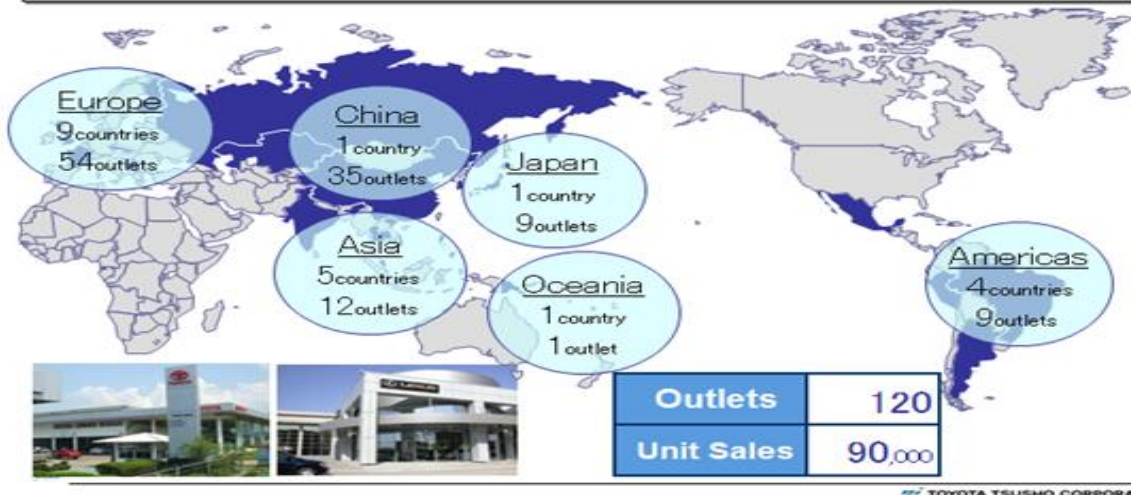 Europe
9countries
54outlets
China
1country
35outlets
Japan
1country
9outlets
Asia
5countries
12outlets
Oceania
1country
1outlet
Americas
4countries
9outlets
Outlets 120
Unit Sales 90,000
TOYOTA TSUSHO CORPORA